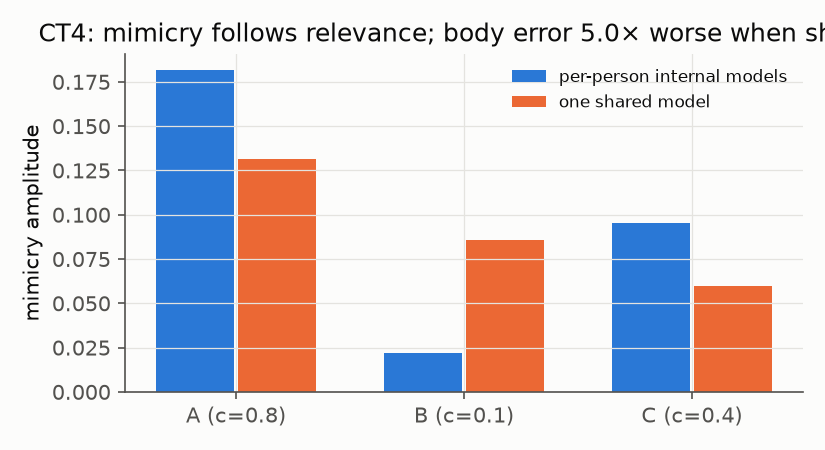 CT4: mimicry follows relevance; body error 5.0× worse when sh
per-person internal models
one shared model
mimicry amplitude
0.175
0.150
0.125
0.100
0.075
0.050
0.025
0.000
A (c=0.8)
B (c=0.1)
C (c=0.4)